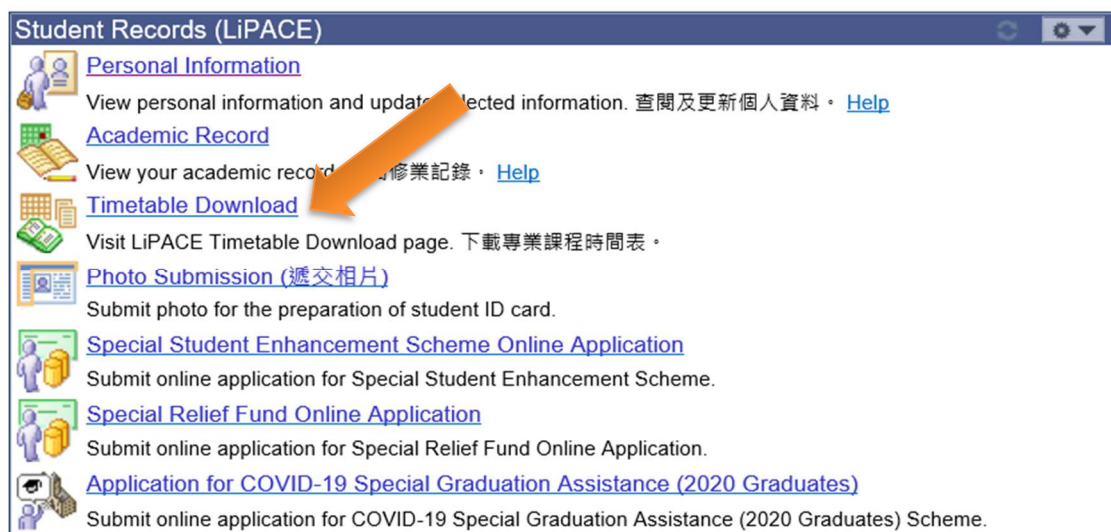 Student Records (LiPACE)
Personal Information
View personal information and update lected information. 查閱及更新個人資料。 Help
Academic Record
View your academic record 修業記錄。 Help
Timetable Download
Visit LiPACE Timetable Download page. 下載專業課程時間表。
Photo Submission (遞交相片)
Submit photo for the preparation of student ID card.
Special Student Enhancement Scheme Online Application
Submit online application for Special Student Enhancement Scheme.
Special Relief Fund Online Application
Submit online application for Special Relief Fund Online Application.
Application for COVID-19 Special Graduation Assistance (2020 Graduates)
Submit online application for COVID-19 Special Graduation Assistance (2020 Graduates) Scheme.